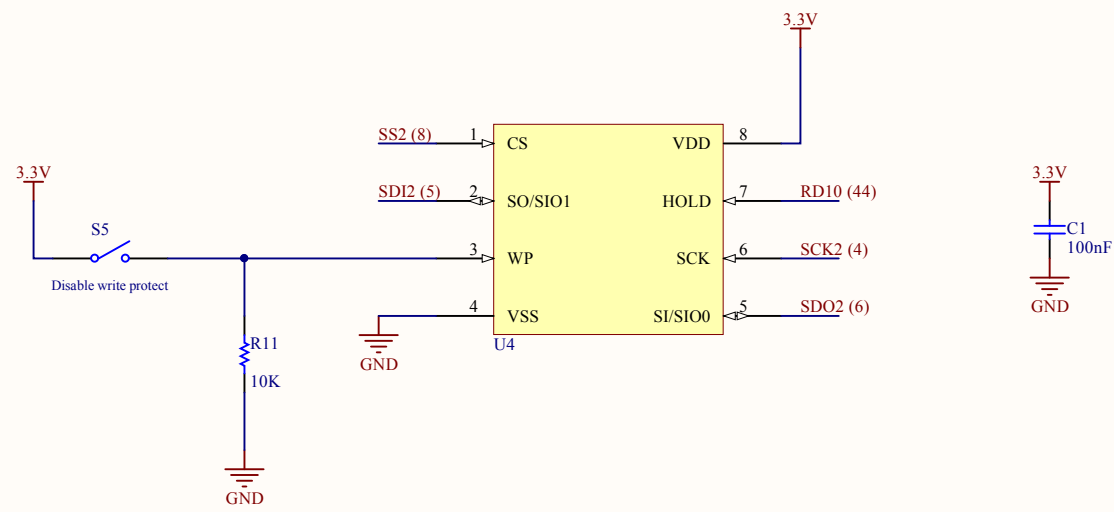 3.3V
SS2 (8)
1
CS
VDD
8
3.3V
S5
Disable write protect
SDI2 (5)
2
SO/SIO1
HOLD
7
RD10 (44)
3.3V
C1
100nF
GND
3
WP
SCK
6
SCK2 (4)
4
VSS
SI/SIO0
5
SDO2 (6)
GND
U4
R11
10K
GND